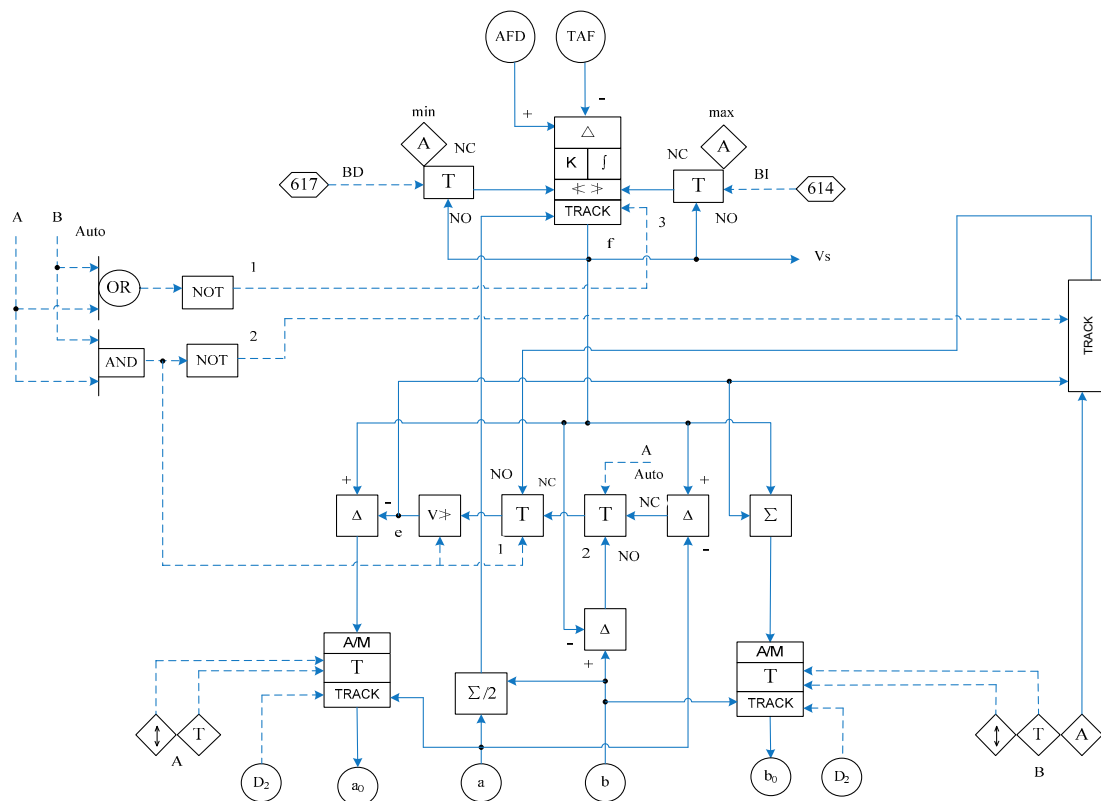 AFD TAF
min max
+ -
A NC △ NC A
617 BD T K ∫ T BI 614
≮ ≯
NO TRACK NO
A B 3
Auto f Vs
1
OR NOT
2 TRACK
AND NOT
A
NO NC Auto
+ - NC +
Δ V≯ T T Δ Σ
e 1 2 NO -
Δ
-
+
A/M A/M
T T
TRACK Σ/2 TRACK
↕ T ↕ T A
A B
D₂ a₀ a b b₀ D₂